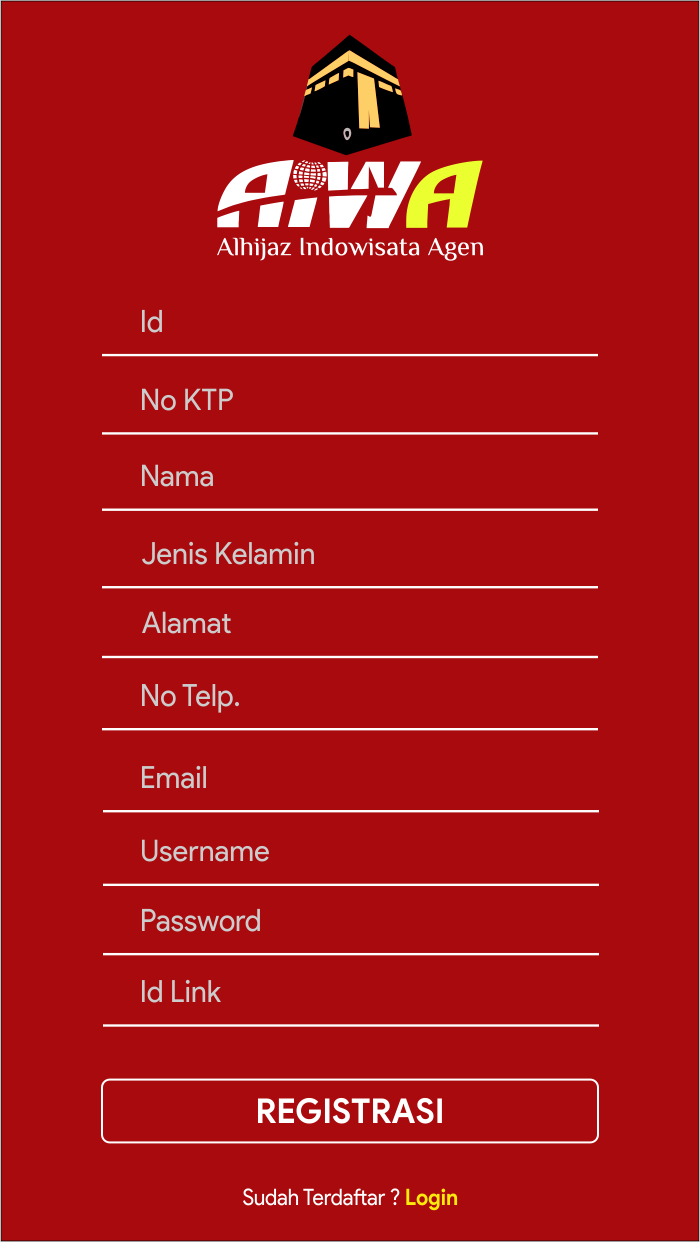 AIWA
Alhijaz Indowisata Agen
Id
No KTP
Nama
Jenis Kelamin
Alamat
No Telp.
Email
Username
Password
Id Link
REGISTRASI
Sudah Terdaftar ? Login